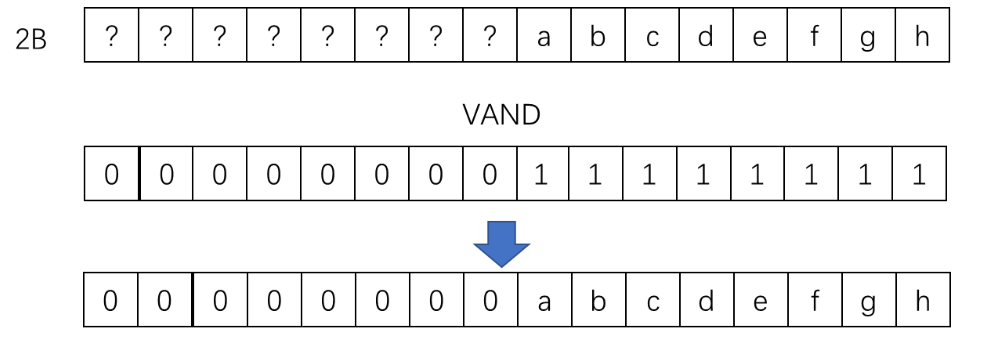 2B ? ? ? ? ? ? ? ? a b c d e f g h
VAND
0 0 0 0 0 0 0 0 1 1 1 1 1 1 1 1
0 0 0 0 0 0 0 0 a b c d e f g h